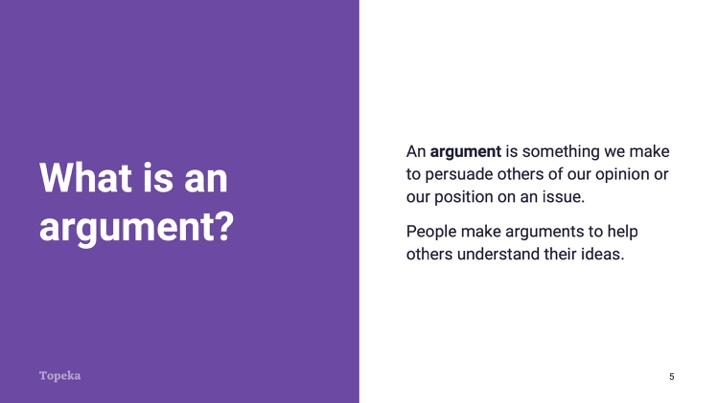 What is an
argument?
An argument is something we make
to persuade others of our opinion or
our position on an issue.
People make arguments to help
others understand their ideas.
Topeka
5